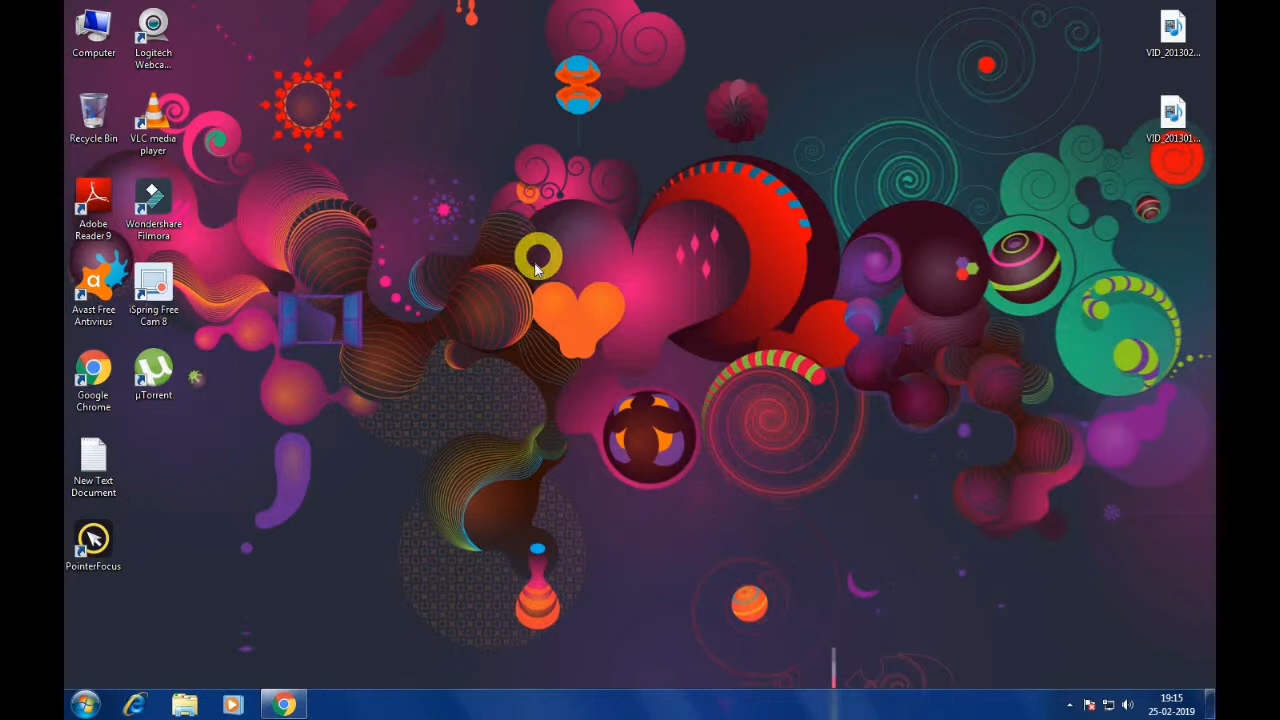 Computer
Logitech
Webca...
Recycle Bin
VLC media
player
Adobe
Reader 9
Wondershare
Filmora
Avast Free
Antivirus
iSpring Free
Cam 8
Google
Chrome
µTorrent
New Text
Document
PointerFocus
VID_201302...
VID_201301...
19:15
25-02-2019